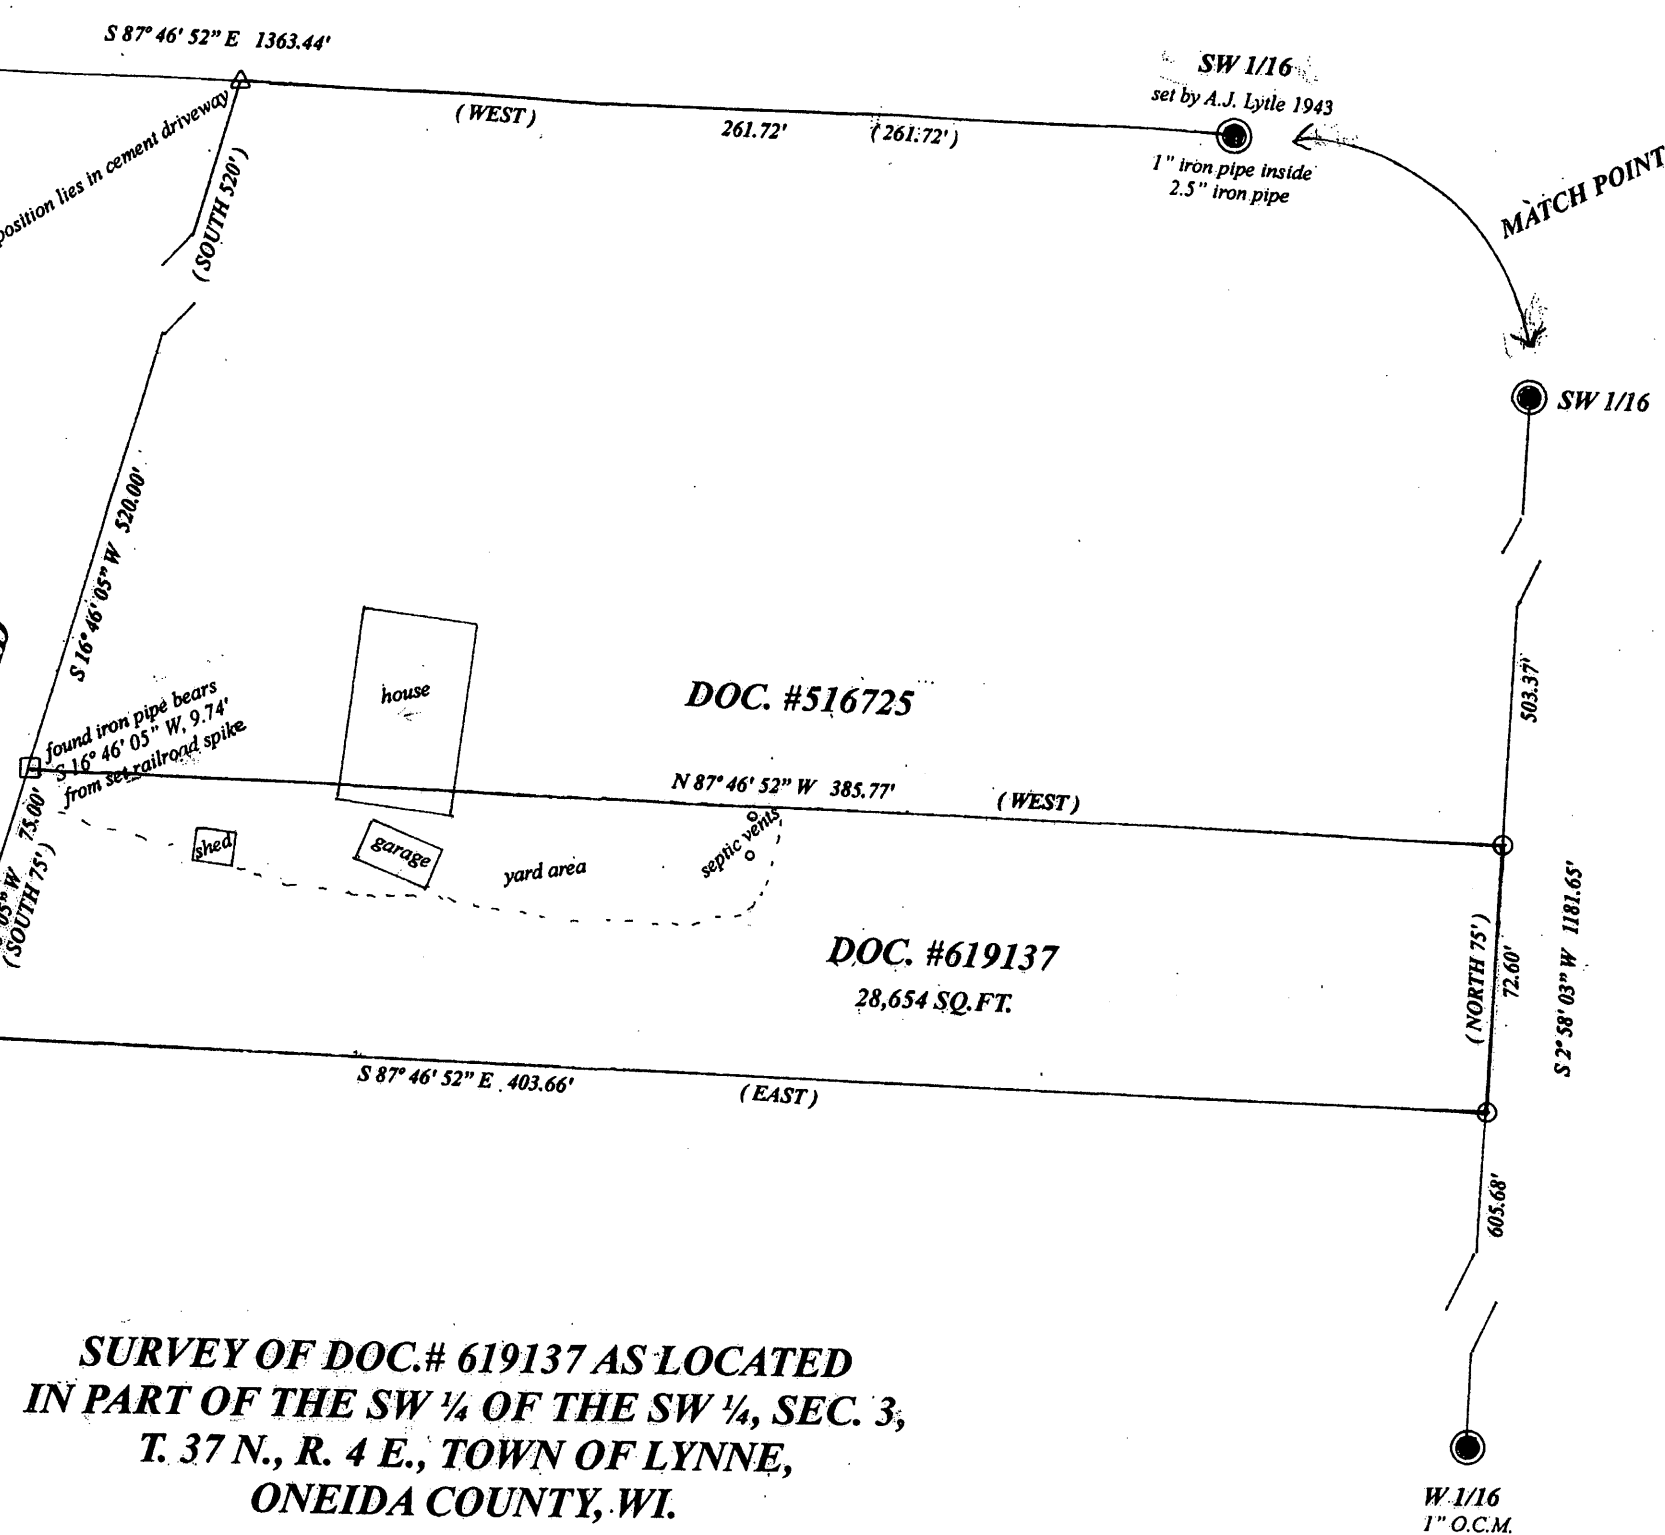 S 87° 46' 52" E 1363.44'
SW 1/16
set by A.J. Lytle 1943
(WEST)
261.72'
(261.72')
1" iron pipe inside
2.5" iron pipe
MATCH POINT
position lies in cement driveway
(SOUTH 520')
SW 1/16
S 16° 46' 05" W 520.00'
503.37'
house
DOC. #516725
found iron pipe bears
S 16° 46' 05" W, 9.74'
from set railroad spike
N 87° 46' 52" W 385.77'
(WEST)
05" W 75.00'
(SOUTH 75')
shed
garage
yard area
septic vents
DOC. #619137
28,654 SQ.FT.
(NORTH 75')
72.60'
S 2° 58' 03" W 1181.65'
S 87° 46' 52" E 403.66'
(EAST)
605.68'
SURVEY OF DOC.# 619137 AS LOCATED
IN PART OF THE SW ¼ OF THE SW ¼, SEC. 3,
T. 37 N., R. 4 E., TOWN OF LYNNE,
ONEIDA COUNTY, WI.
W 1/16
1" O.C.M.